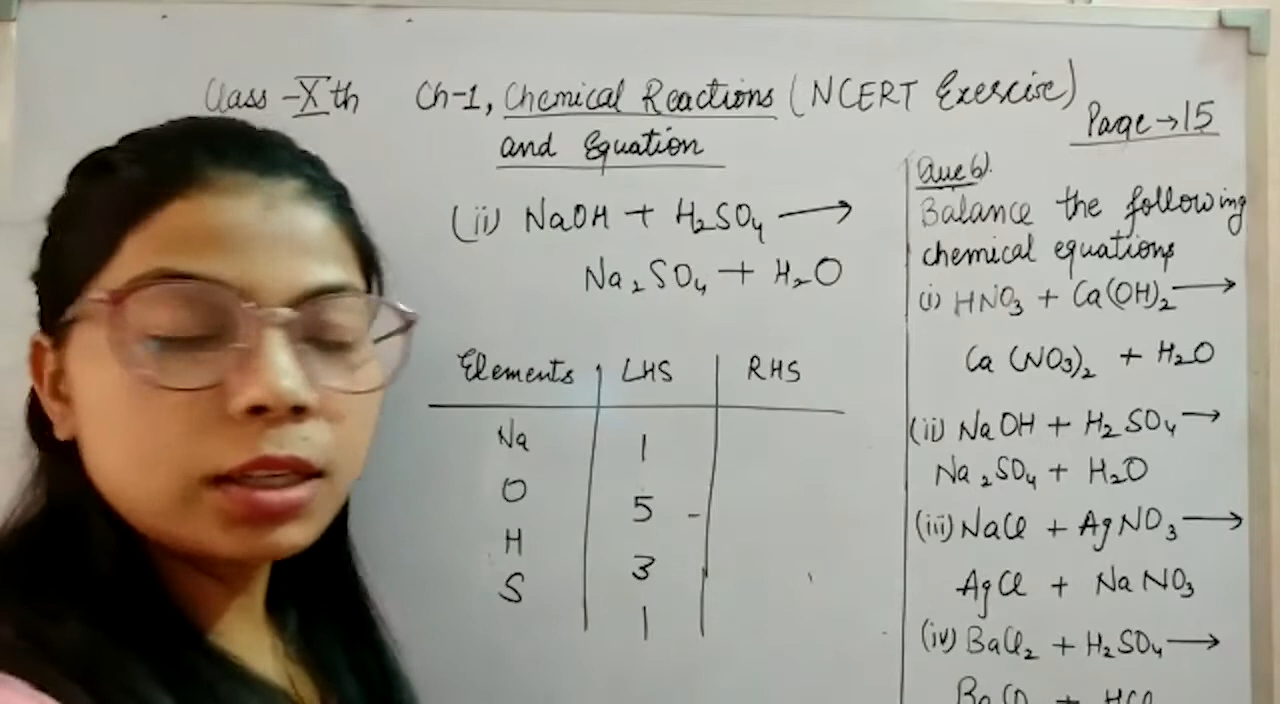 Class -Xth Ch-1, Chemical Reactions (NCERT Exercise)
and Equation
Page → 15
(ii) NaOH + H₂SO₄ ⟶
Na₂SO₄ + H₂O
Elements LHS RHS
Na 1
O 5 -
H 3
S 1
Que 6).
Balance the following
chemical equations
(i) HNO₃ + Ca(OH)₂ ⟶
Ca (NO₃)₂ + H₂O
(ii) NaOH + H₂SO₄ ⟶
Na₂SO₄ + H₂O
(iii) NaCl + AgNO₃ ⟶
AgCl + NaNO₃
(iv) BaCl₂ + H₂SO₄ ⟶
+ HCl